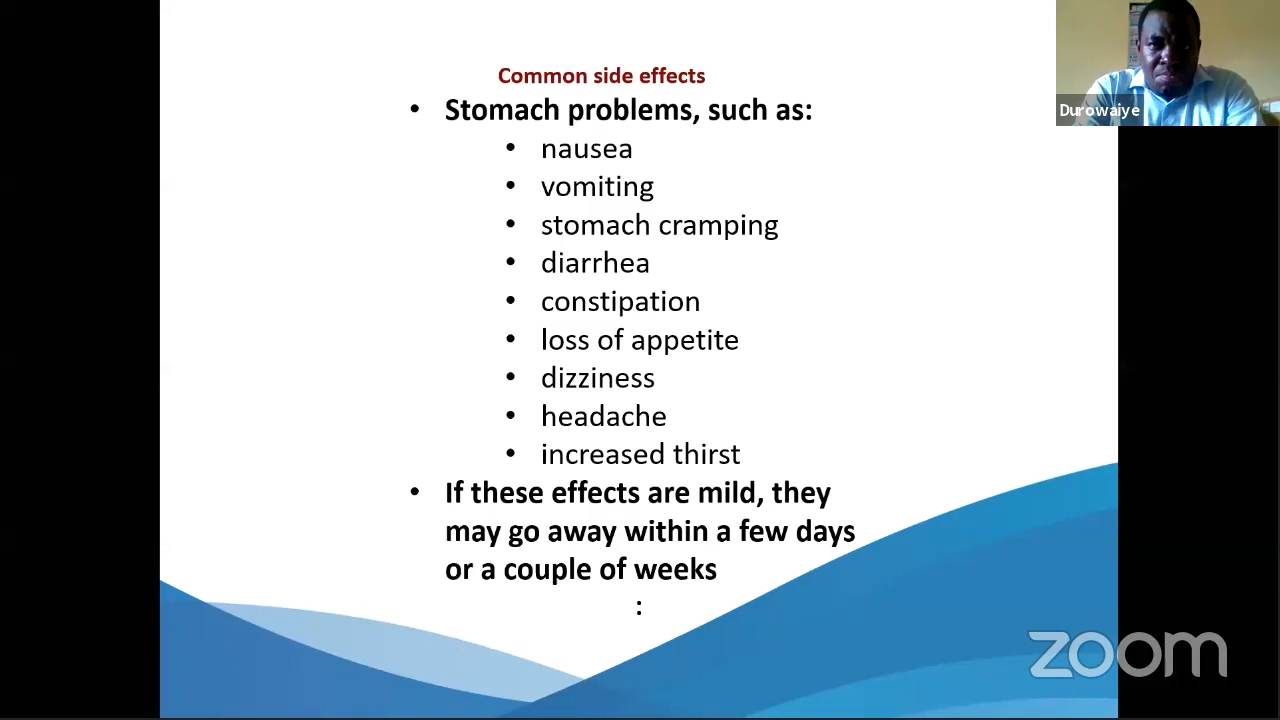 Common side effects
• Stomach problems, such as:
• nausea
• vomiting
• stomach cramping
• diarrhea
• constipation
• loss of appetite
• dizziness
• headache
• increased thirst
• If these effects are mild, they
may go away within a few days
or a couple of weeks
:
Durowaiye
zoom